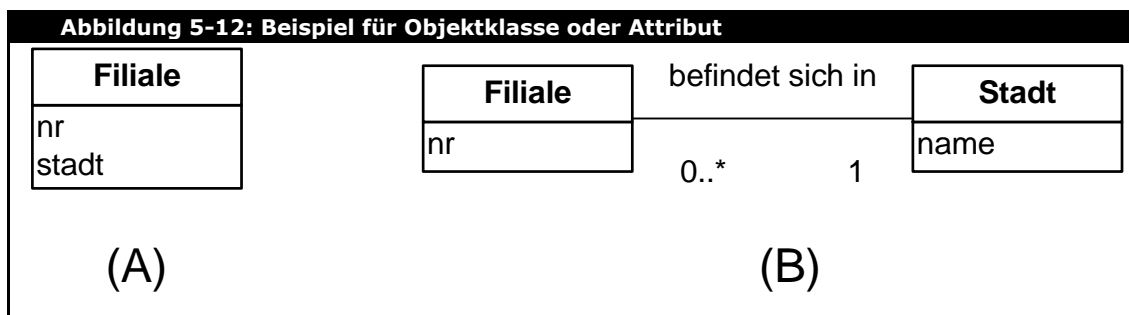 Abbildung 5-12: Beispiel für Objektklasse oder Attribut
Filiale
nr
stadt
(A)
Filiale
nr
befindet sich in
0..*
1
Stadt
name
(B)